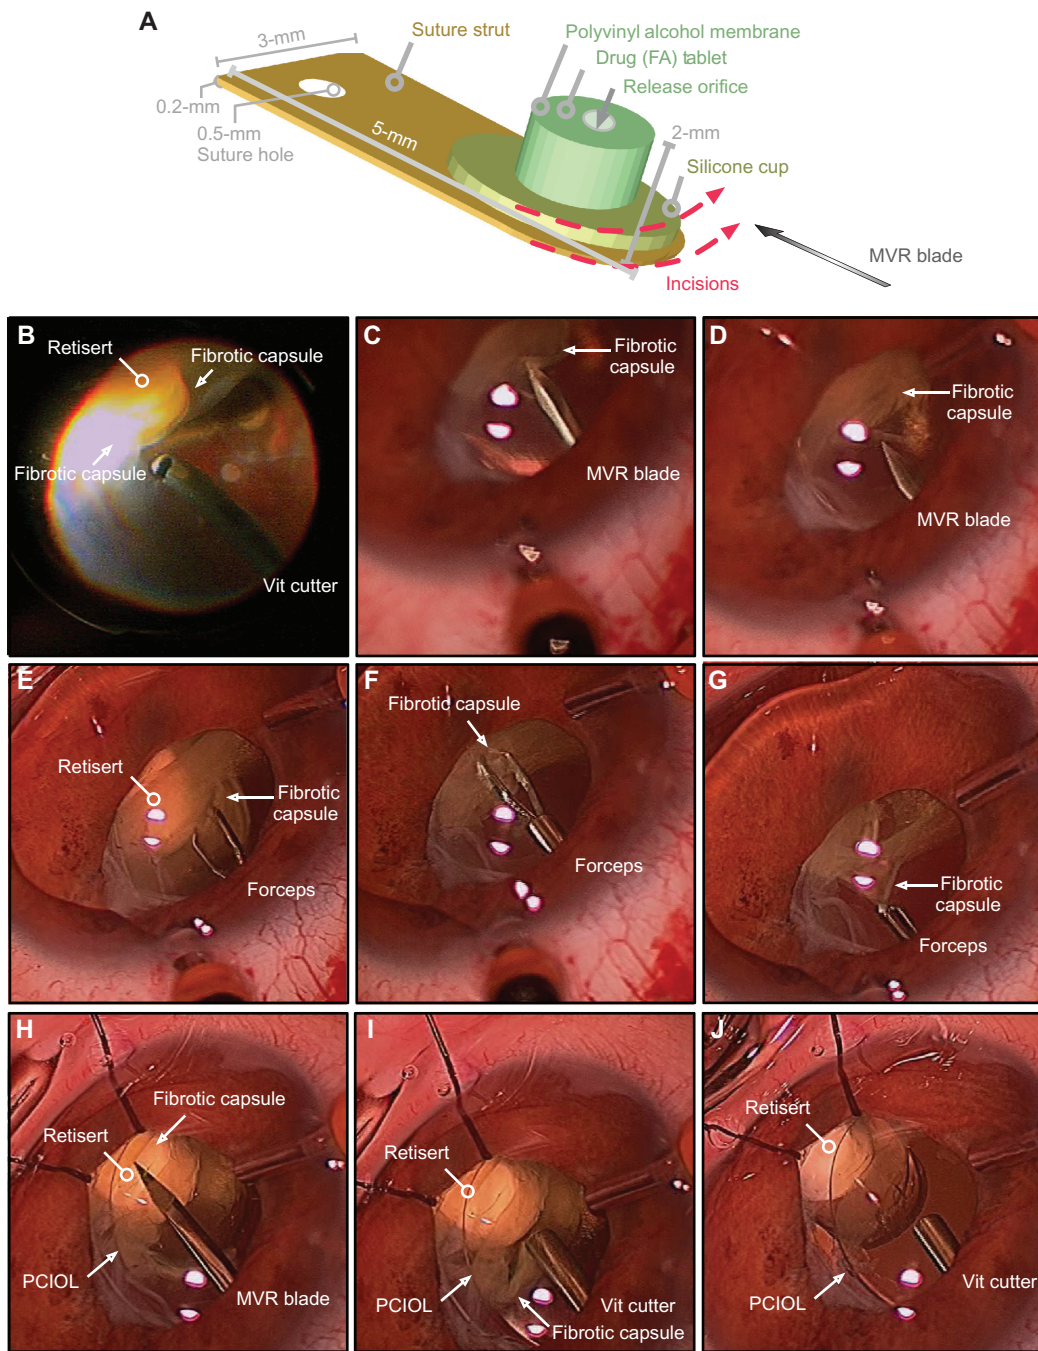 A
3-mm
Suture strut
Polyvinyl alcohol membrane
Drug (FA) tablet
Release orifice
0.2-mm
0.5-mm
Suture hole
5-mm
2-mm
Silicone cup
MVR blade
Incisions
B
Retisert
Fibrotic capsule
Fibrotic capsule
Vit cutter
C
Fibrotic
capsule
MVR blade
D
Fibrotic
capsule
MVR blade
E
Retisert
Fibrotic
capsule
Forceps
F
Fibrotic capsule
Forceps
G
Fibrotic
capsule
Forceps
H
Fibrotic capsule
Retisert
PCIOL
MVR blade
I
Retisert
PCIOL
Vit cutter
Fibrotic capsule
J
Retisert
PCIOL
Vit cutter